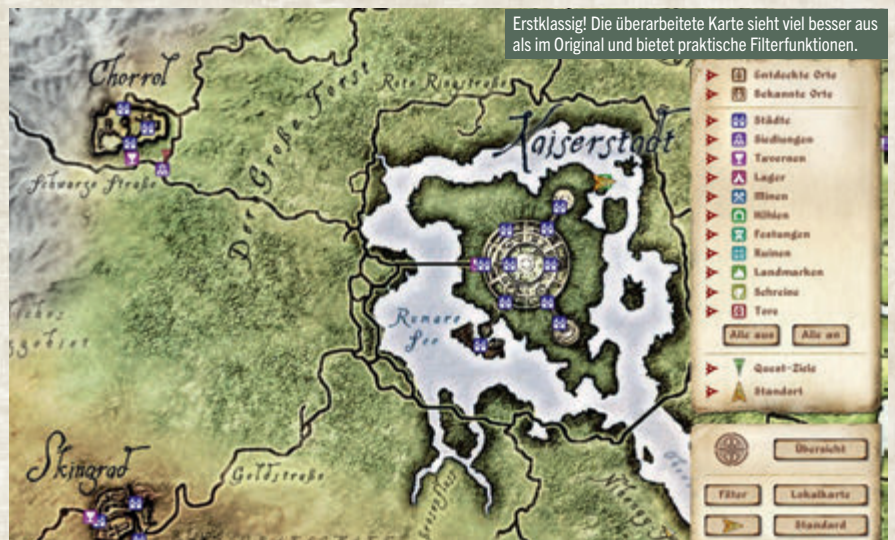 Erstklassig! Die überarbeitete Karte sieht viel besser aus
als im Original und bietet praktische Filterfunktionen.
Chorrol
Der Große Forst
Rote Ringstraße
Kaiserstadt
Schwarze Straße
Rumare
See
Skingrad
Goldstraße
Entdeckte Orte
Bekannte Orte
Städte
Siedlungen
Tavernen
Lager
Minen
Höhlen
Festungen
Ruinen
Landmarken
Schreine
Tore
Alle aus
Alle an
Quest-Ziele
Standort
Übersicht
Filter
Lokalkarte
Standard